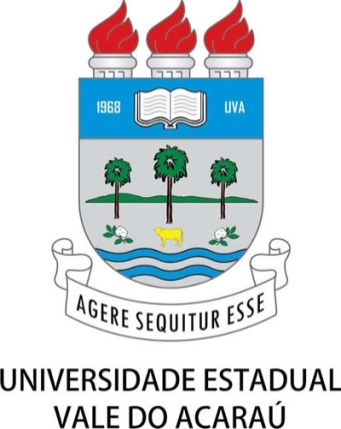 1968 UVA
AGERE SEQUITUR ESSE
UNIVERSIDADE ESTADUAL
VALE DO ACARAÚ